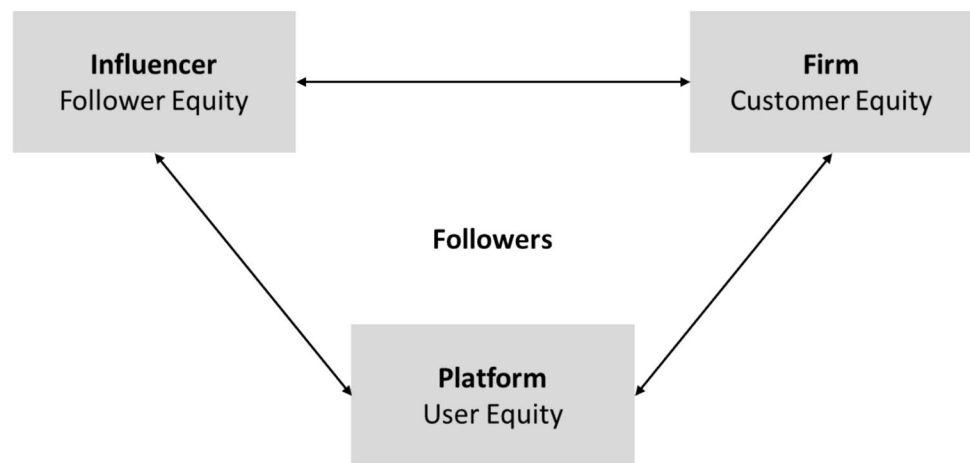 Influencer
Follower Equity
Firm
Customer Equity
Followers
Platform
User Equity